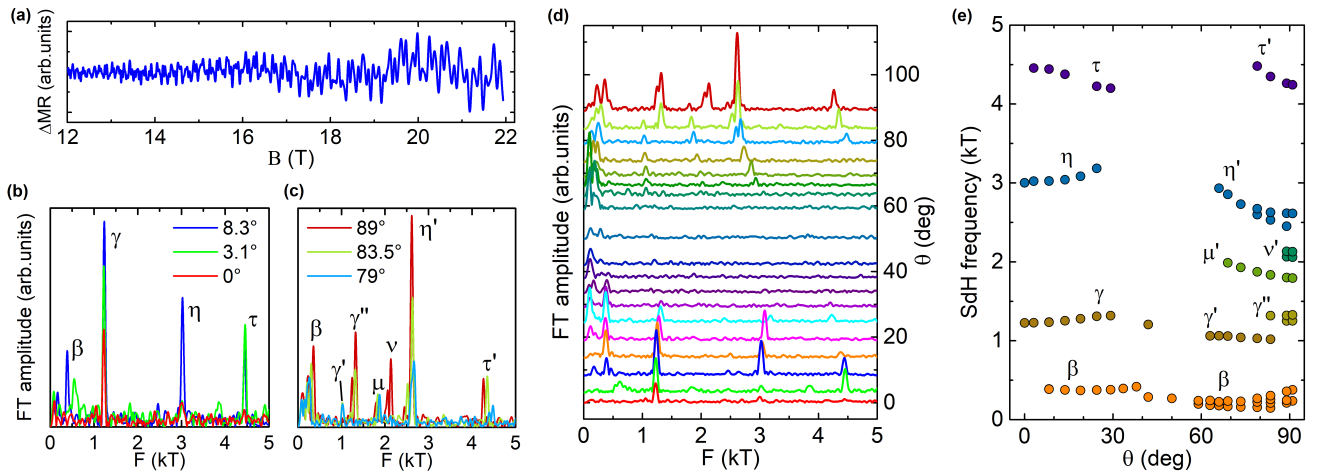 (a)
ΔMR (arb.units)
12 14 16 18 20 22
B (T)
(b)
FT amplitude (arb.units)
β γ η τ
8.3°
3.1°
0°
0 1 2 3 4 5
F (kT)
(c)
89°
83.5°
79°
β γ' γ'' μ ν η' τ'
0 1 2 3 4 5
F (kT)
(d)
FT amplitude (arb.units)
0 1 2 3 4 5
F (kT)
100
80
60
40
20
0
θ (deg)
(e)
SdH frequency (kT)
5
4
3
2
1
0
τ τ'
η η'
μ' ν'
γ γ' γ''
β β
0 30 60 90
θ (deg)